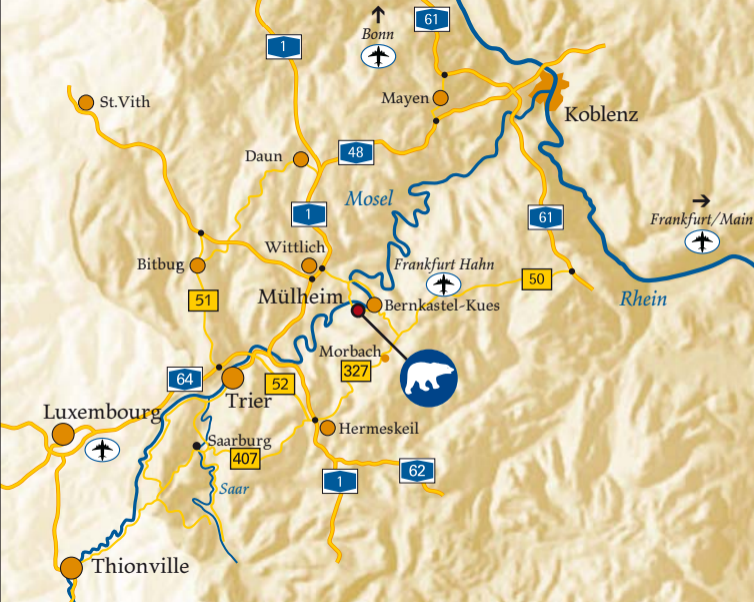 61
1
Bonn
Mayen
St.Vith
Koblenz
48
Daun
Mosel
1
61
Frankfurt/Main
Wittlich
Bitbug
Frankfurt Hahn
50
51
Mülheim
Bernkastel-Kues
Rhein
Morbach
327
64
52
Trier
Luxembourg
Hermeskeil
Saarburg
407
62
1
Saar
Thionville